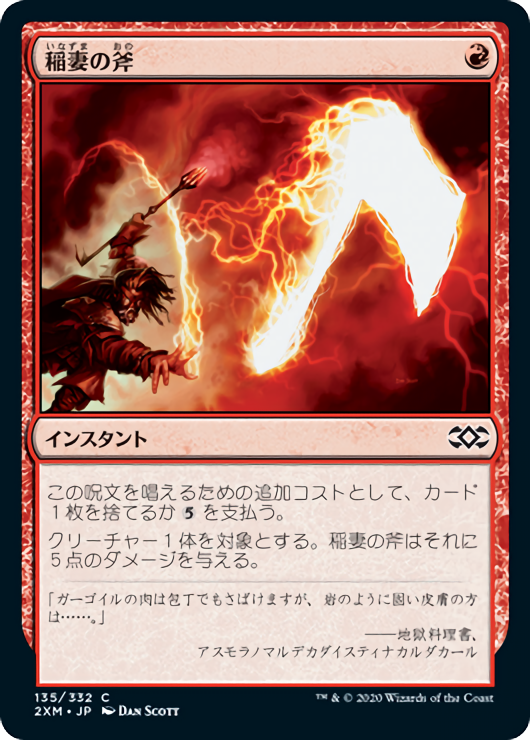 いなずま おの
稲妻の斧
インスタント
この呪文を唱えるための追加コストとして、カード
１枚を捨てるか 5 を支払う。
クリーチャー１体を対象とする。稲妻の斧はそれに
５点のダメージを与える。
「ガーゴイルの肉は包丁でもさばけますが、岩のように固い皮膚の方
は……。」
――地獄料理書、
アスモラノマルデカダイスティナカルダカール
135/332 C
2XM • JP Dan Scott
™ & © 2020 Wizards of the Coast